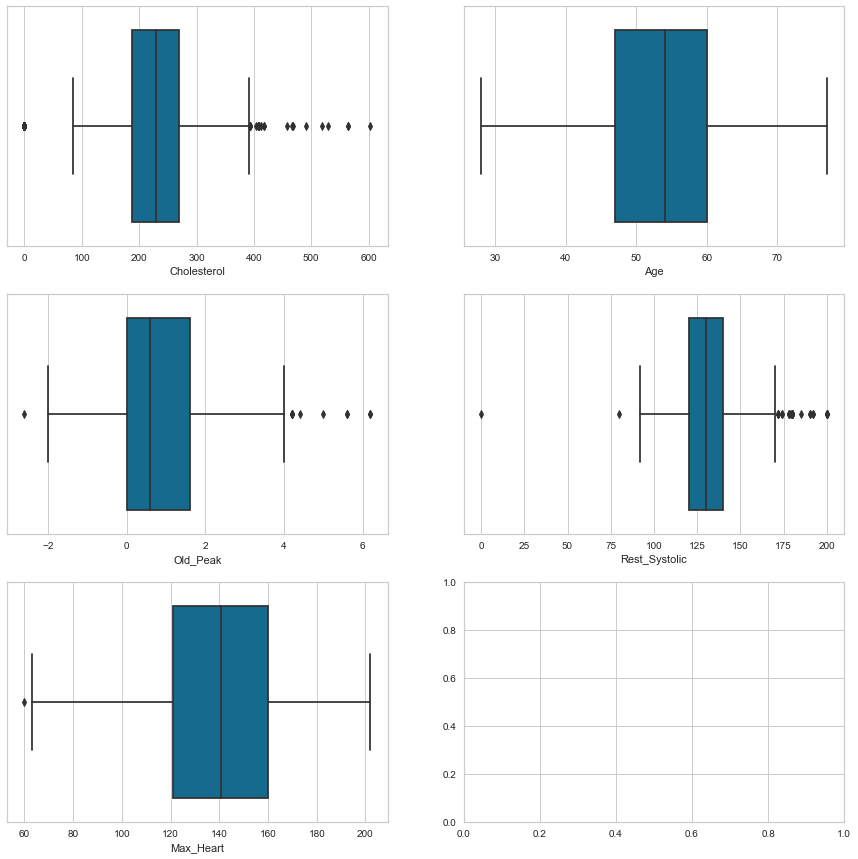 0 100 200 300 400 500 600
Cholesterol
30 40 50 60 70
Age
−2 0 2 4 6
Old_Peak
0 25 50 75 100 125 150 175 200
Rest_Systolic
60 80 100 120 140 160 180 200
Max_Heart
1.0
0.8
0.6
0.4
0.2
0.0
0.0 0.2 0.4 0.6 0.8 1.0